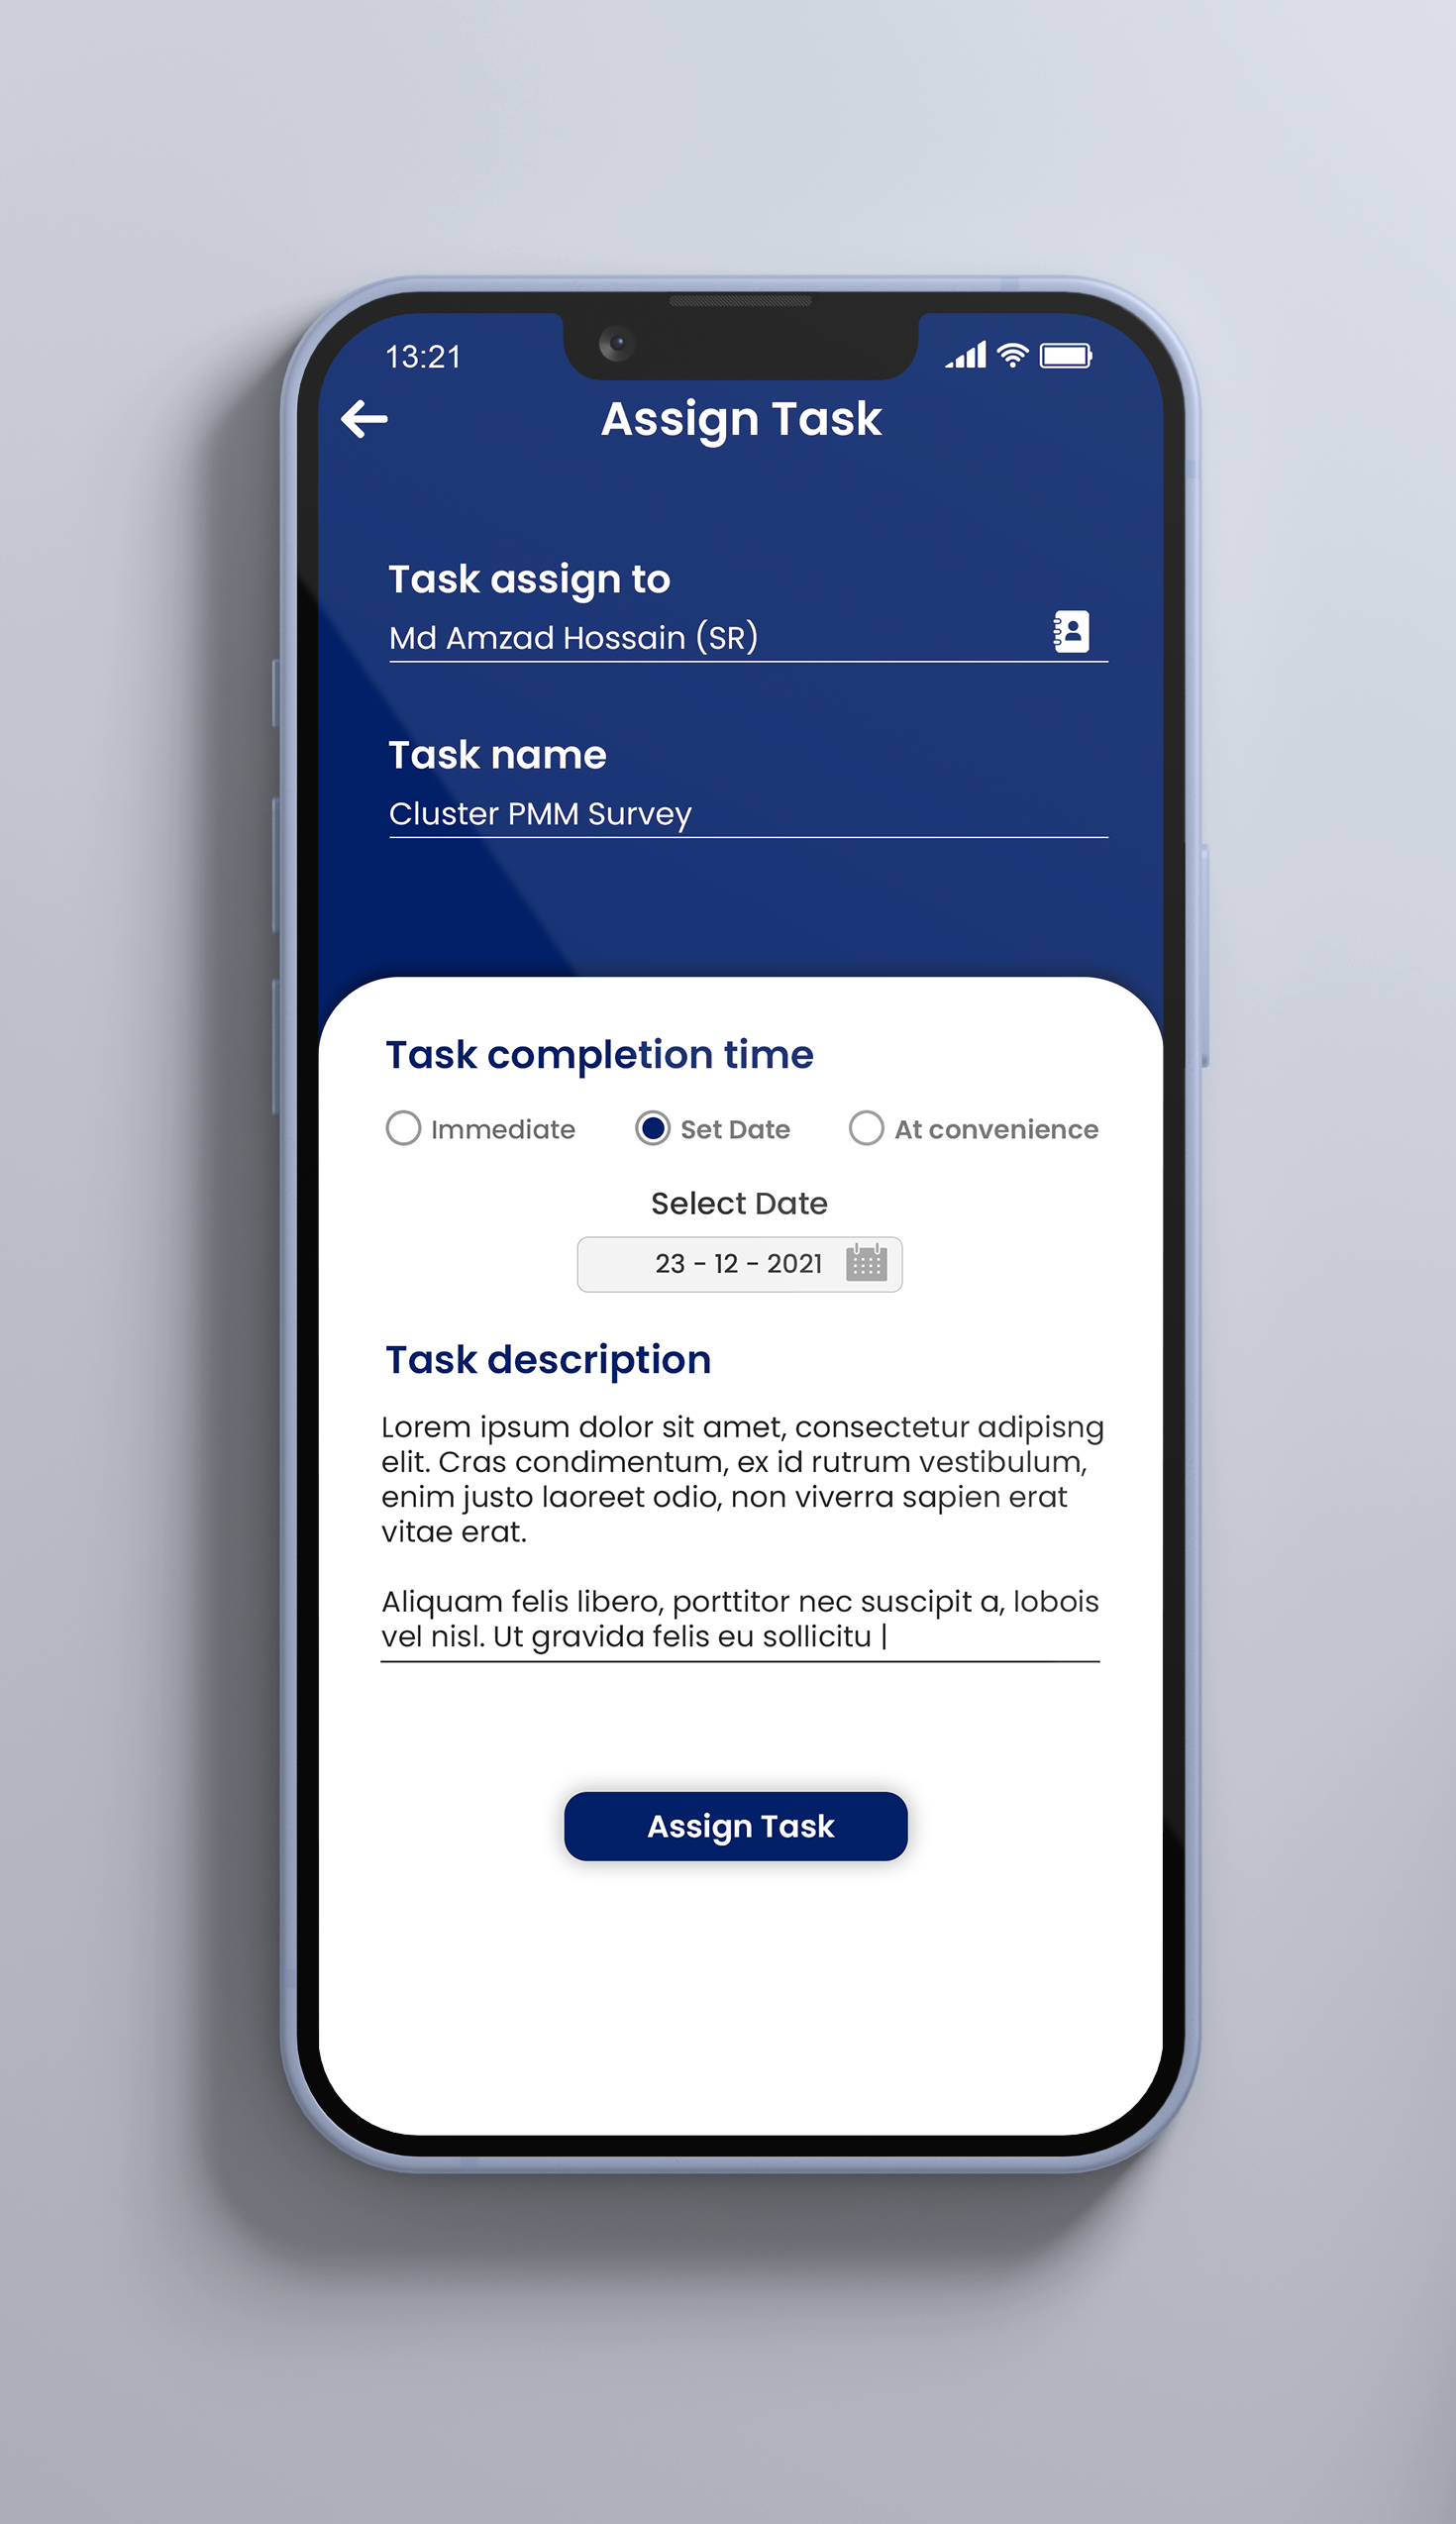 13:21
Assign Task
Task assign to
Md Amzad Hossain (SR)
Task name
Cluster PMM Survey
Task completion time
Immediate Set Date At convenience
Select Date
23 - 12 - 2021
Task description
Lorem ipsum dolor sit amet, consectetur adipisng
elit. Cras condimentum, ex id rutrum vestibulum,
enim justo laoreet odio, non viverra sapien erat
vitae erat.
Aliquam felis libero, porttitor nec suscipit a, lobois
vel nisl. Ut gravida felis eu sollicitu |
Assign Task